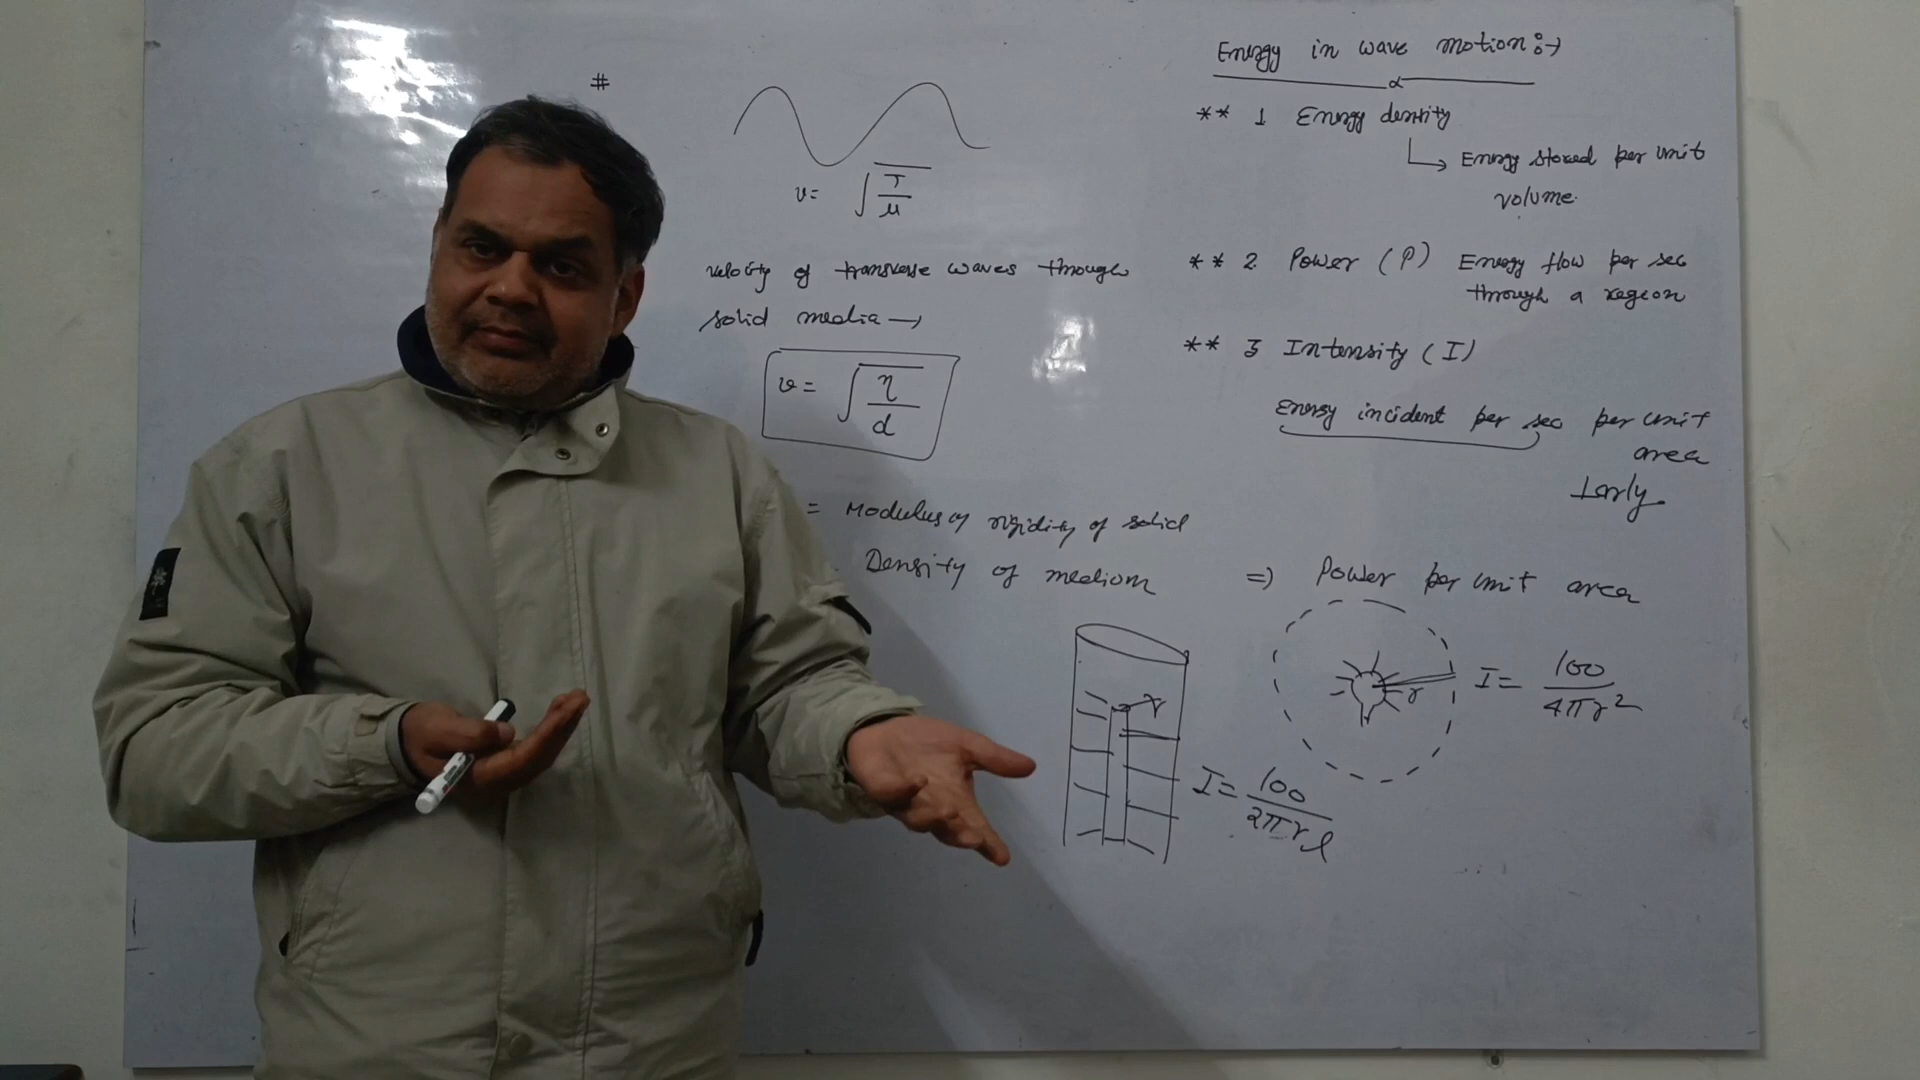 #
v = √T/μ
velocity of transverse waves through
solid media →
v = √η/d
= Modulus of rigidity of solid
Density of medium
Energy in wave motion :→
** 1 Energy density
↳ Energy stored per unit
volume.
** 2. Power (P) Energy flow per sec
through a region
** 3 Intensity (I)
Energy incident per sec per unit
area
⊥arly.
⇒ Power per unit area
r
I = 100/4πr²
r
I = 100/2πrl